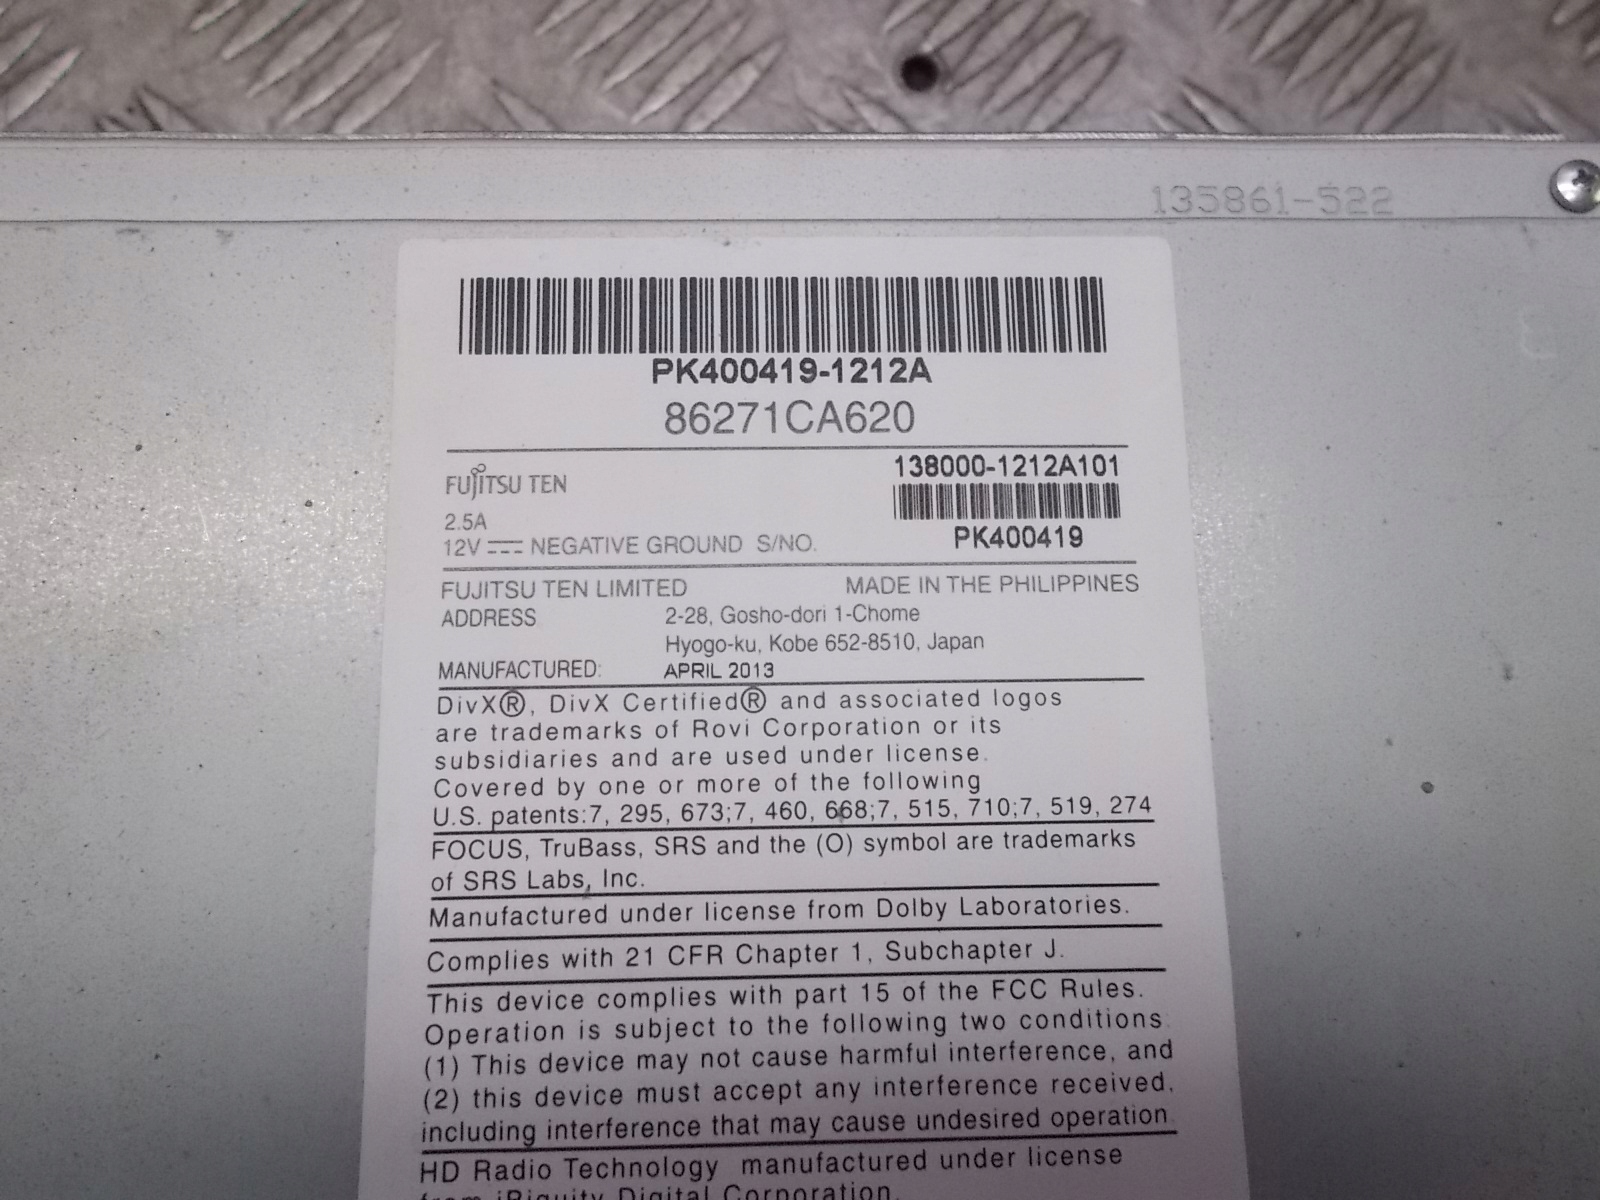 135861-522
PK400419-1212A
86271CA620
FUJITSU TEN
138000-1212A101
2.5A
12V NEGATIVE GROUND S/NO. PK400419
FUJITSU TEN LIMITED MADE IN THE PHILIPPINES
ADDRESS 2-28, Gosho-dori 1-Chome
Hyogo-ku, Kobe 652-8510, Japan
MANUFACTURED: APRIL 2013
DivX®, DivX Certified® and associated logos
are trademarks of Rovi Corporation or its
subsidiaries and are used under license.
Covered by one or more of the following
U.S. patents:7, 295, 673;7, 460, 668;7, 515, 710;7, 519, 274
FOCUS, TruBass, SRS and the (O) symbol are trademarks
of SRS Labs, Inc.
Manufactured under license from Dolby Laboratories.
Complies with 21 CFR Chapter 1, Subchapter J.
This device complies with part 15 of the FCC Rules.
Operation is subject to the following two conditions.
(1) This device may not cause harmful interference, and
(2) this device must accept any interference received,
including interference that may cause undesired operation.
HD Radio Technology manufactured under license
from iBiquity Digital Corporation.